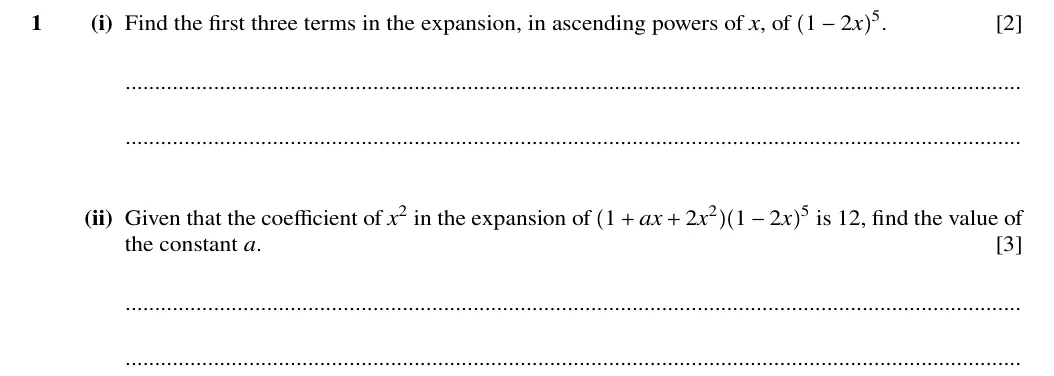 1 (i) Find the first three terms in the expansion, in ascending powers of x, of (1 − 2x)⁵. [2]
................................................................................
................................................................................
(ii) Given that the coefficient of x² in the expansion of (1 + ax + 2x²)(1 − 2x)⁵ is 12, find the value of
the constant a. [3]
................................................................................
................................................................................